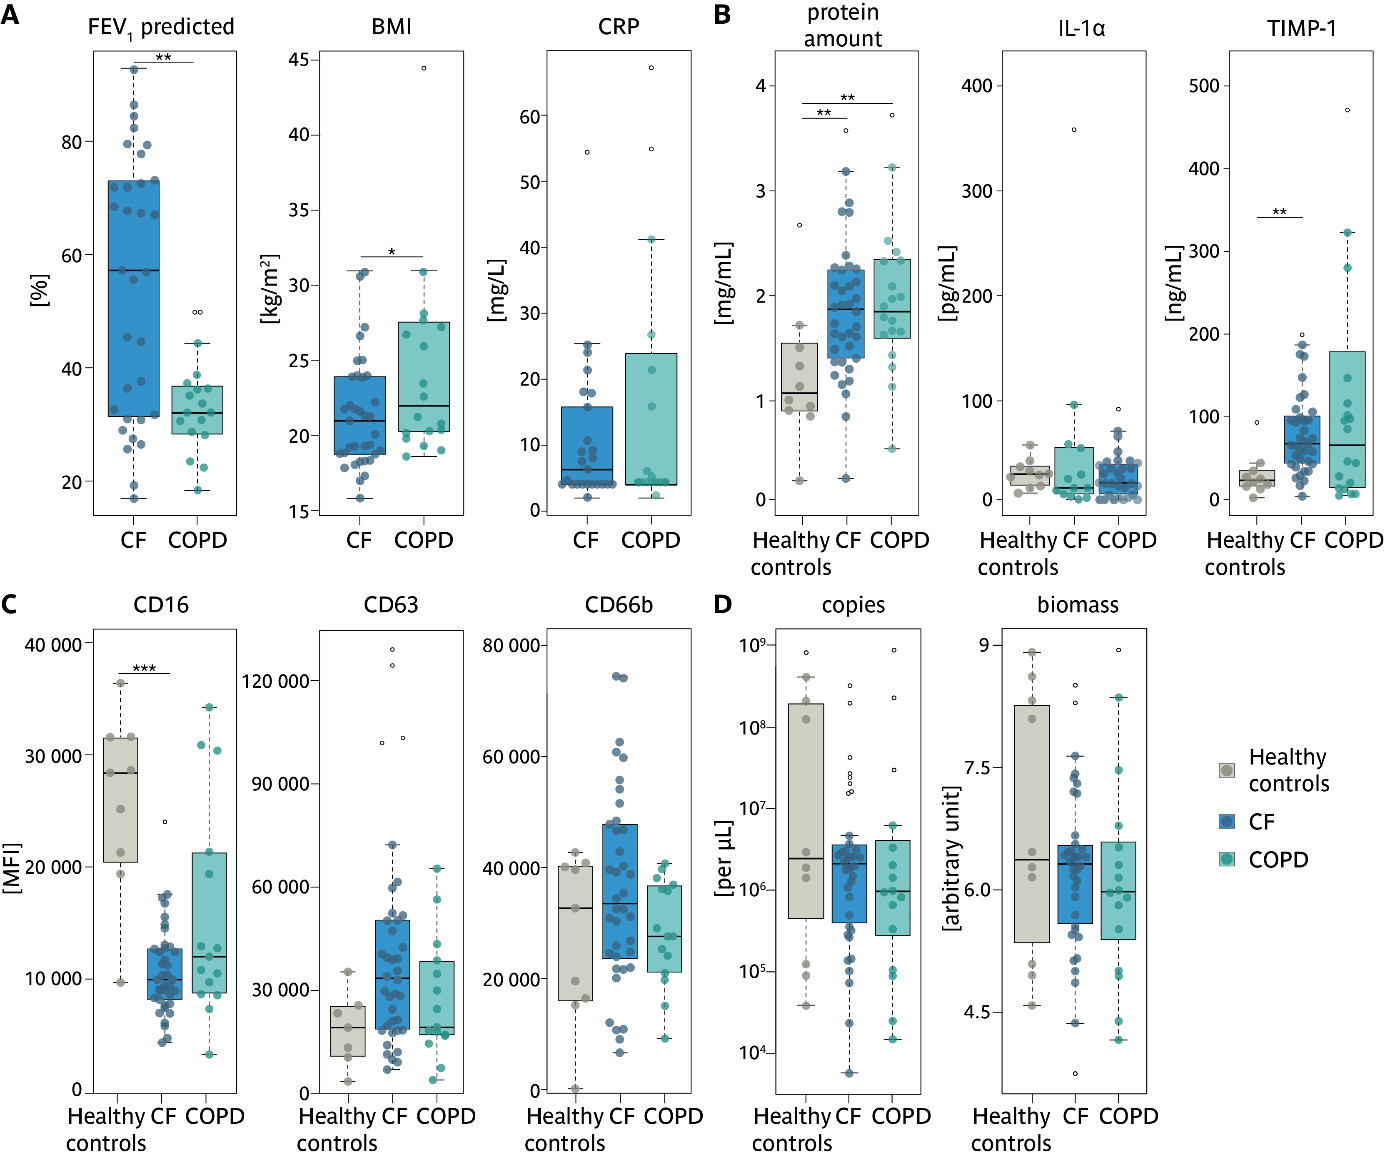 A
FEV1 predicted
BMI
CRP
B
protein
amount
IL-1α
TIMP-1
[%]
80
60
40
20
**
CF COPD
[kg/m²]
45
40
35
30
25
20
15
*
CF COPD
[mg/L]
60
50
40
30
20
10
0
CF COPD
[mg/mL]
4
3
2
1
0
**
**
Healthy CF COPD
controls
[pg/mL]
400
300
200
100
0
Healthy CF COPD
controls
[ng/mL]
500
400
300
200
100
0
**
Healthy CF COPD
controls
C
CD16
CD63
CD66b
D
copies
biomass
[MFI]
40 000
30 000
20 000
10 000
0
***
Healthy CF COPD
controls
120 000
90 000
60 000
30 000
0
Healthy CF COPD
controls
80 000
60 000
40 000
20 000
0
Healthy CF COPD
controls
[per µL]
10⁹
10⁸
10⁷
10⁶
10⁵
10⁴
Healthy CF COPD
controls
[arbitrary unit]
9
7.5
6.0
4.5
Healthy CF COPD
controls
Healthy
controls
CF
COPD